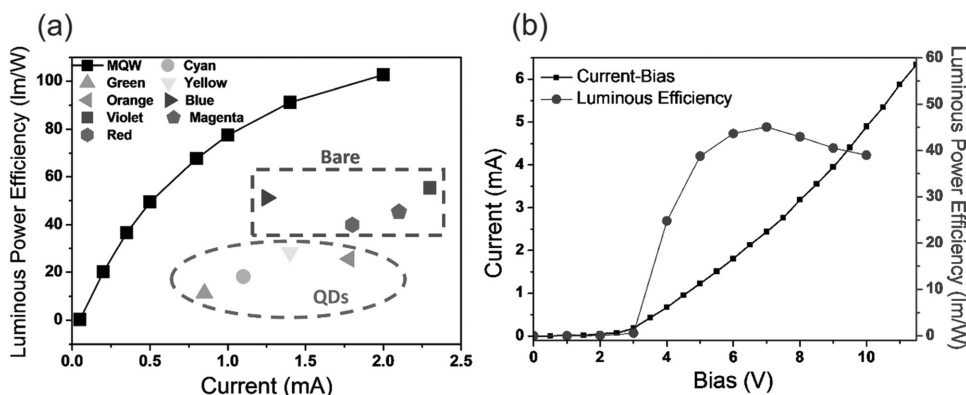 (a)
Luminous Power Efficiency (lm/W)
100
80
60
40
20
0
MQW
Cyan
Green
Yellow
Orange
Blue
Violet
Magenta
Red
Bare
QDs
0.0
0.5
1.0
1.5
2.0
2.5
Current (mA)
(b)
Current (mA)
6
5
4
3
2
1
0
Current-Bias
Luminous Efficiency
0
2
4
6
8
10
Bias (V)
60
50
45
40
30
20
15
10
0
Luminous Power Efficiency (lm/W)